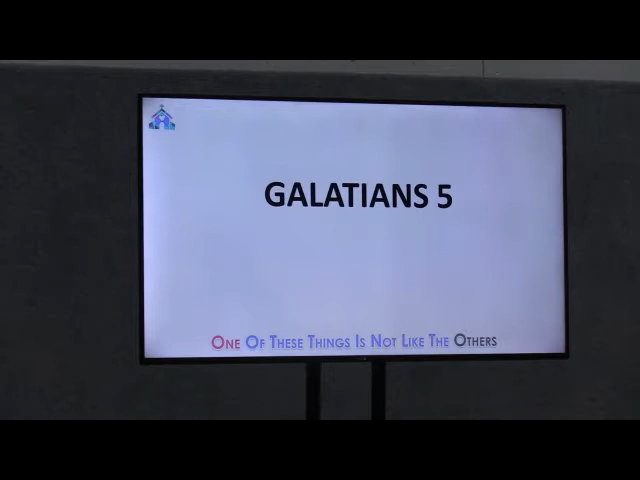 GALATIANS 5
ONE OF THESE THINGS IS NOT LIKE THE OTHERS